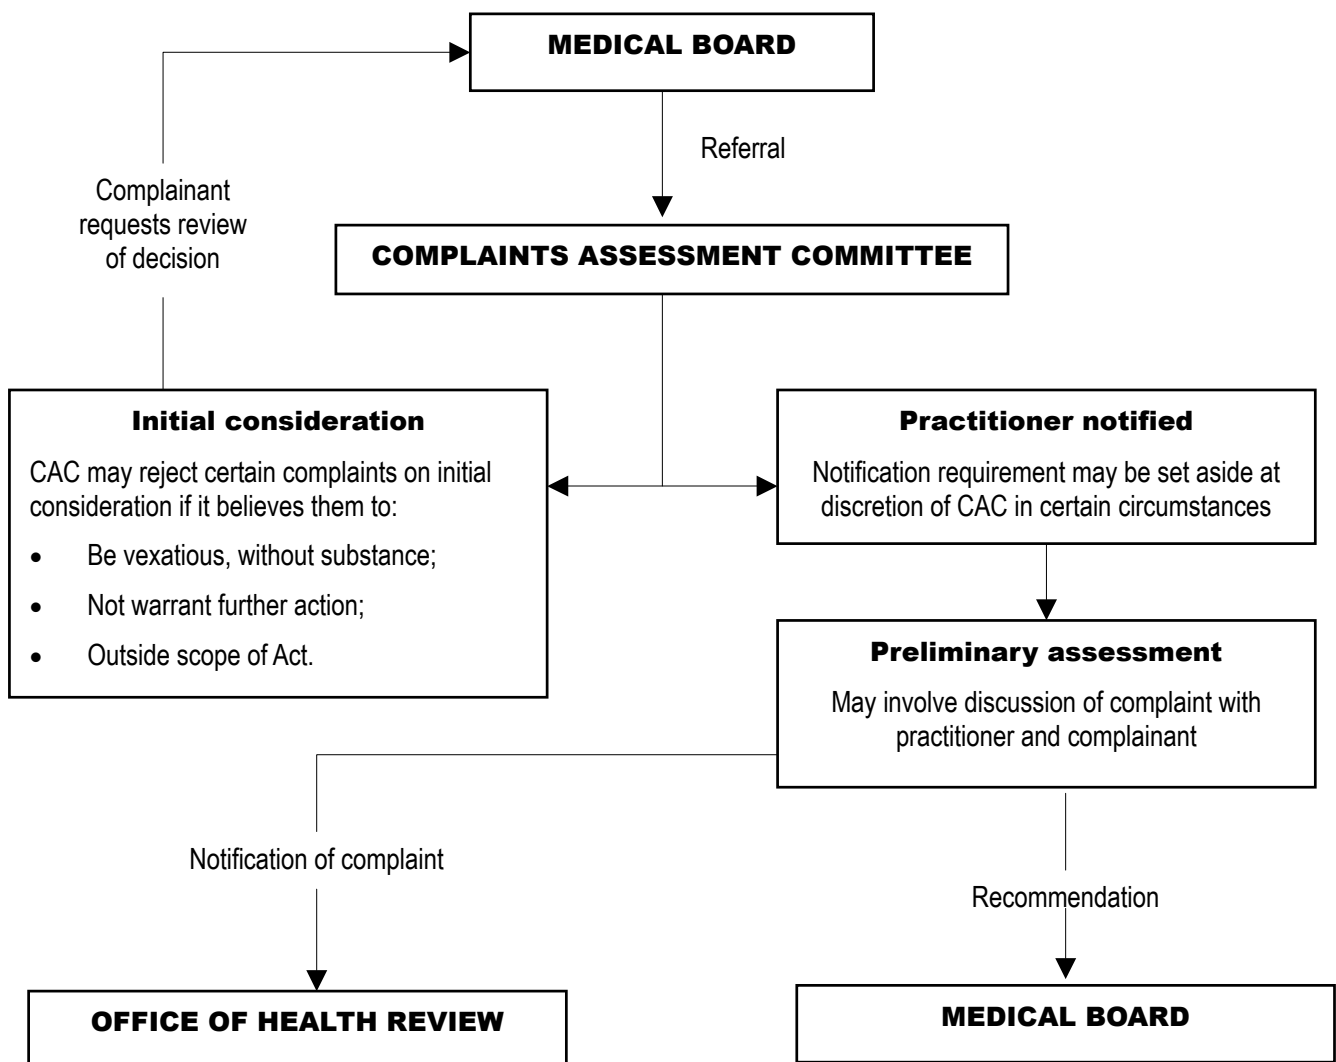 MEDICAL BOARD
Referral
Complainant
requests review
of decision
COMPLAINTS ASSESSMENT COMMITTEE
Initial consideration
CAC may reject certain complaints on initial
consideration if it believes them to:
• Be vexatious, without substance;
• Not warrant further action;
• Outside scope of Act.
Practitioner notified
Notification requirement may be set aside at
discretion of CAC in certain circumstances
Preliminary assessment
May involve discussion of complaint with
practitioner and complainant
Notification of complaint
Recommendation
OFFICE OF HEALTH REVIEW
MEDICAL BOARD